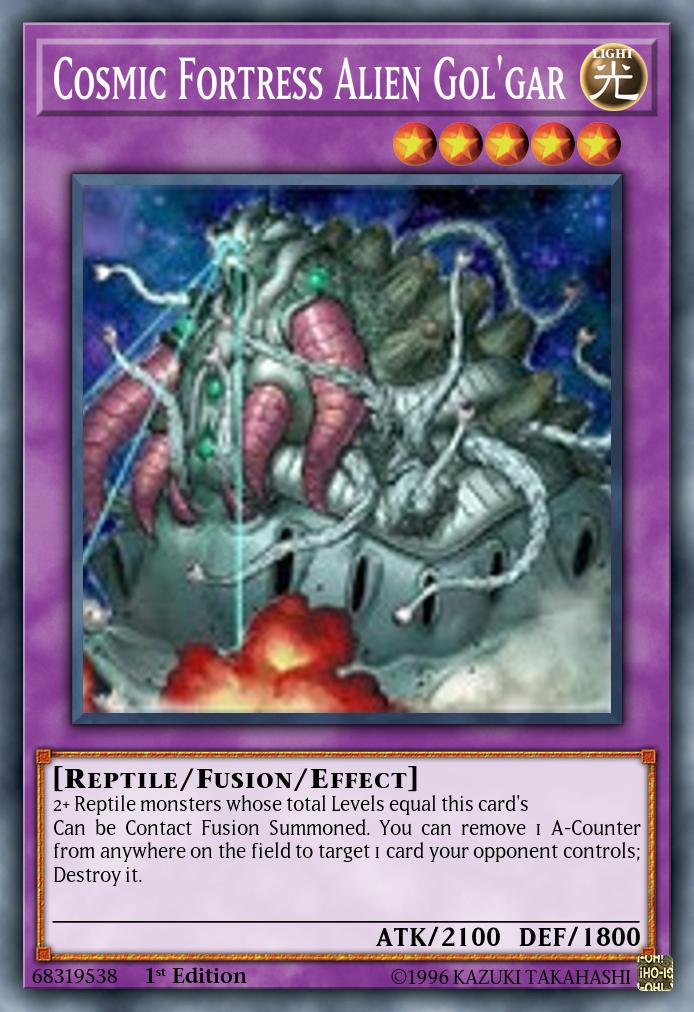 Cosmic Fortress Alien Gol'gar
LIGHT
光
[Reptile/Fusion/Effect]
2+ Reptile monsters whose total Levels equal this card's
Can be Contact Fusion Summoned. You can remove 1 A-Counter
from anywhere on the field to target 1 card your opponent controls;
Destroy it.
ATK/2100 DEF/1800
68319538 1st Edition ©1996 KAZUKI TAKAHASHI